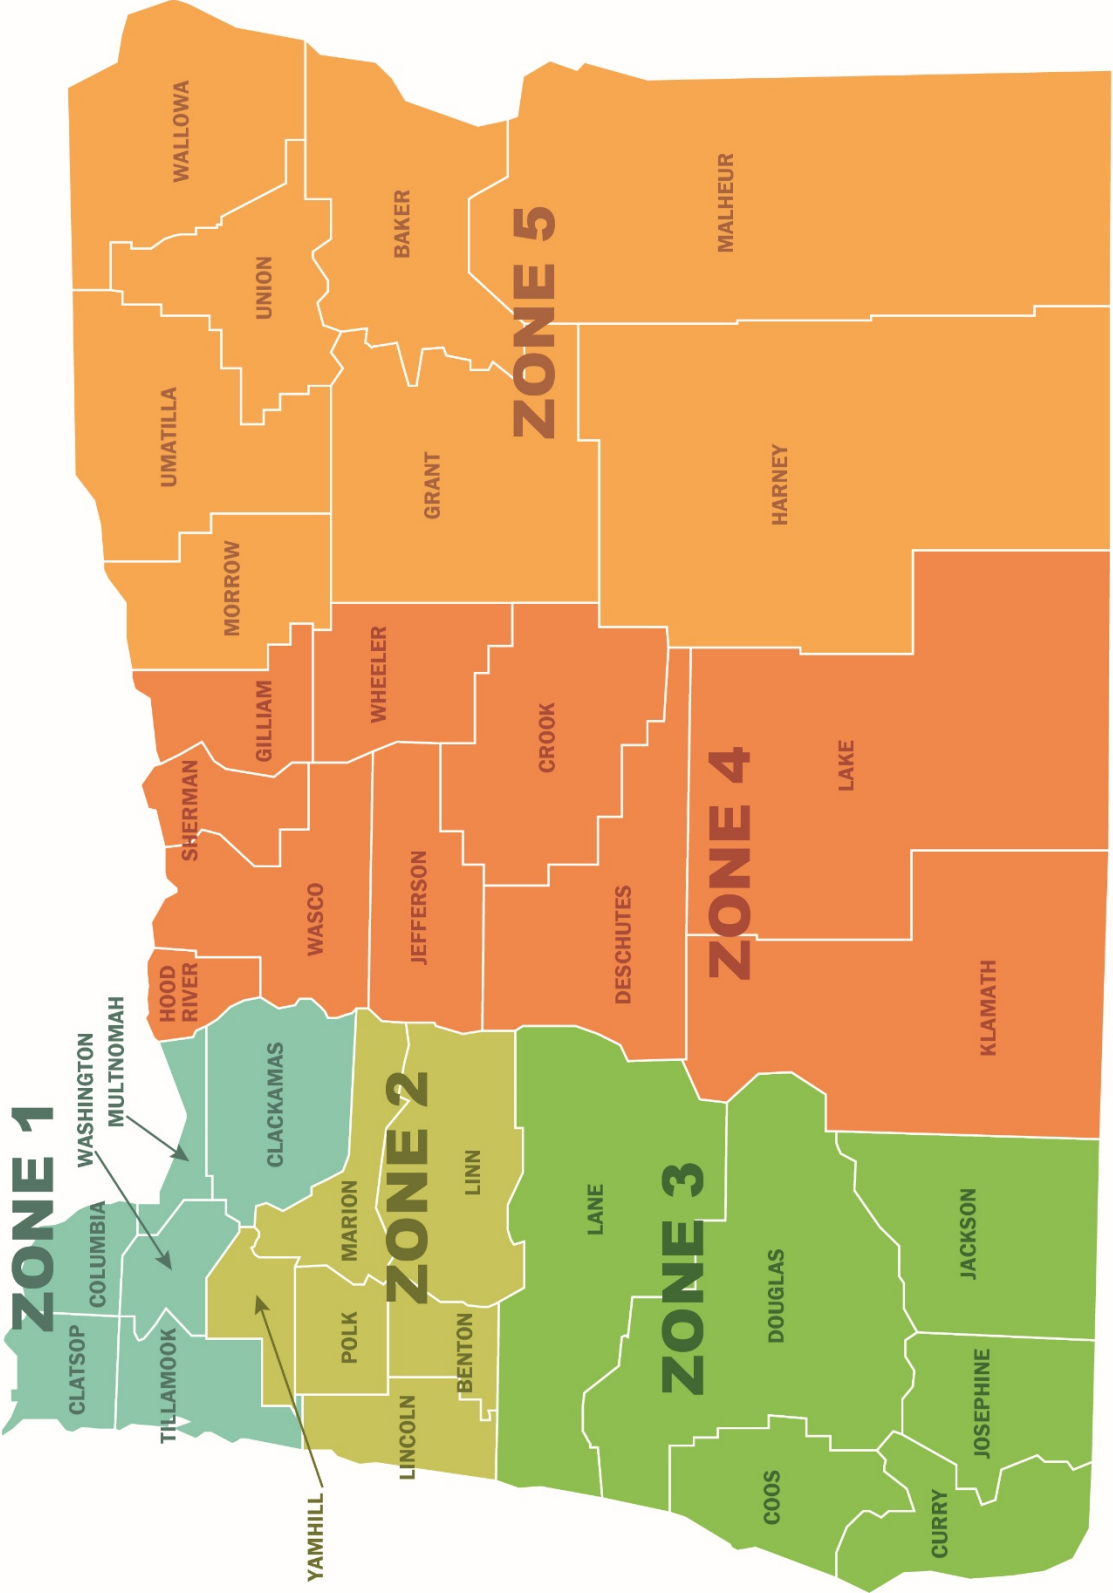 ZONE 1
WASHINGTON
MULTNOMAH
CLATSOP
COLUMBIA
TILLAMOOK
CLACKAMAS
YAMHILL
ZONE 2
POLK
MARION
LINCOLN
BENTON
LINN
ZONE 3
LANE
DOUGLAS
COOS
CURRY
JOSEPHINE
JACKSON
ZONE 4
HOOD
RIVER
SHERMAN
GILLIAM
WASCO
WHEELER
JEFFERSON
CROOK
DESCHUTES
LAKE
KLAMATH
ZONE 5
WALLOWA
UMATILLA
UNION
MORROW
BAKER
GRANT
MALHEUR
HARNEY